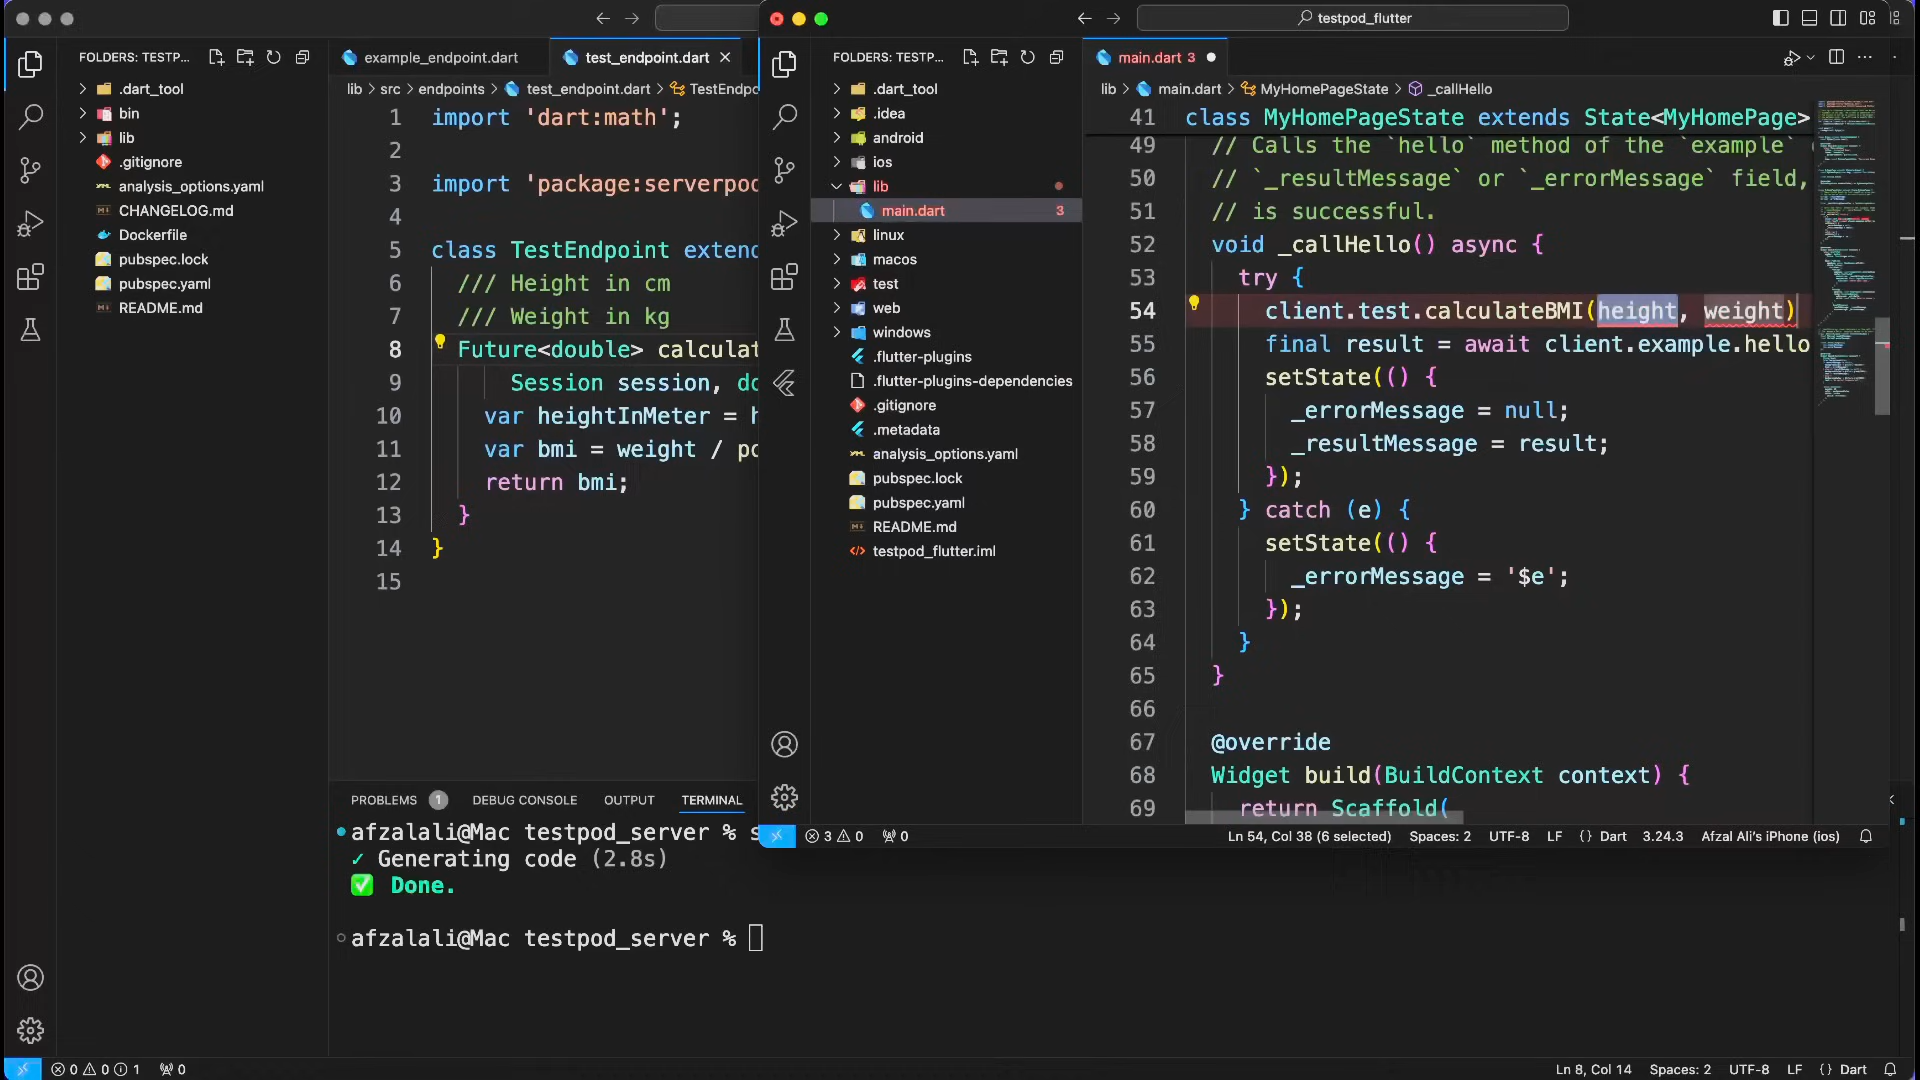 FOLDERS: TESTP...
.dart_tool
bin
lib
.gitignore
analysis_options.yaml
CHANGELOG.md
Dockerfile
pubspec.lock
pubspec.yaml
README.md
example_endpoint.dart
test_endpoint.dart
lib > src > endpoints > test_endpoint.dart > TestEndpo
1 import 'dart:math';
2
3 import 'package:serverpod
4
5 class TestEndpoint extend
6 /// Height in cm
7 /// Weight in kg
8 Future<double> calculat
9 Session session, do
10 var heightInMeter = h
11 var bmi = weight / po
12 return bmi;
13 }
14 }
15
PROBLEMS 1 DEBUG CONSOLE OUTPUT TERMINAL
afzalali@Mac testpod_server % s
✓ Generating code (2.8s)
✅ Done.
afzalali@Mac testpod_server %
0 0 1 0
Ln 8, Col 14 Spaces: 2 UTF-8 LF {} Dart
testpod_flutter
FOLDERS: TESTP...
.dart_tool
.idea
android
ios
lib
main.dart 3
linux
macos
test
web
windows
.flutter-plugins
.flutter-plugins-dependencies
.gitignore
.metadata
analysis_options.yaml
pubspec.lock
pubspec.yaml
README.md
testpod_flutter.iml
main.dart 3
lib > main.dart > MyHomePageState > _callHello
41 class MyHomePageState extends State<MyHomePage>
49 // Calls the `hello` method of the `example`
50 // `_resultMessage` or `_errorMessage` field,
51 // is successful.
52 void _callHello() async {
53 try {
54 client.test.calculateBMI(height, weight)
55 final result = await client.example.hello
56 setState(() {
57 _errorMessage = null;
58 _resultMessage = result;
59 });
60 } catch (e) {
61 setState(() {
62 _errorMessage = '$e';
63 });
64 }
65 }
66
67 @override
68 Widget build(BuildContext context) {
69 return Scaffold(
3 0 0
Ln 54, Col 38 (6 selected) Spaces: 2 UTF-8 LF {} Dart 3.24.3 Afzal Ali's iPhone (ios)